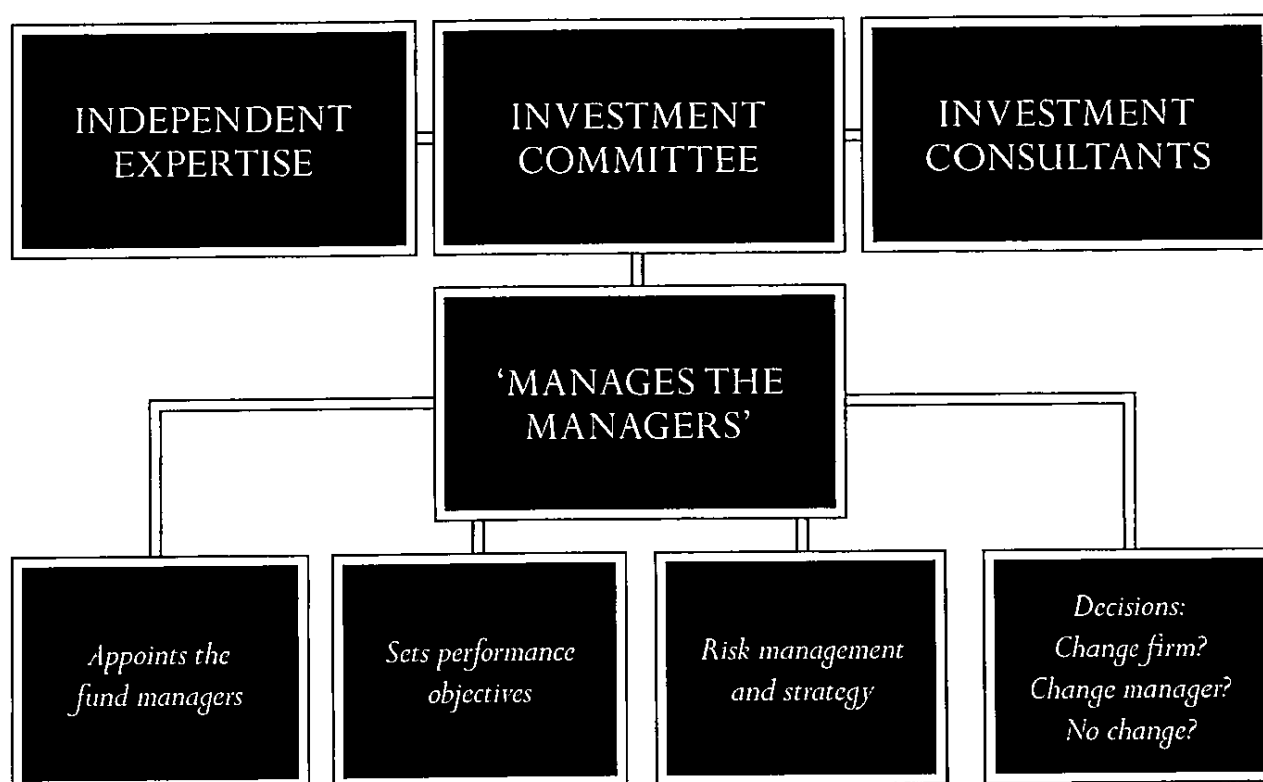 INDEPENDENT
EXPERTISE
INVESTMENT
COMMITTEE
INVESTMENT
CONSULTANTS
‘MANAGES THE
MANAGERS’
Appoints the
fund managers
Sets performance
objectives
Risk management
and strategy
Decisions:
Change firm?
Change manager?
No change?